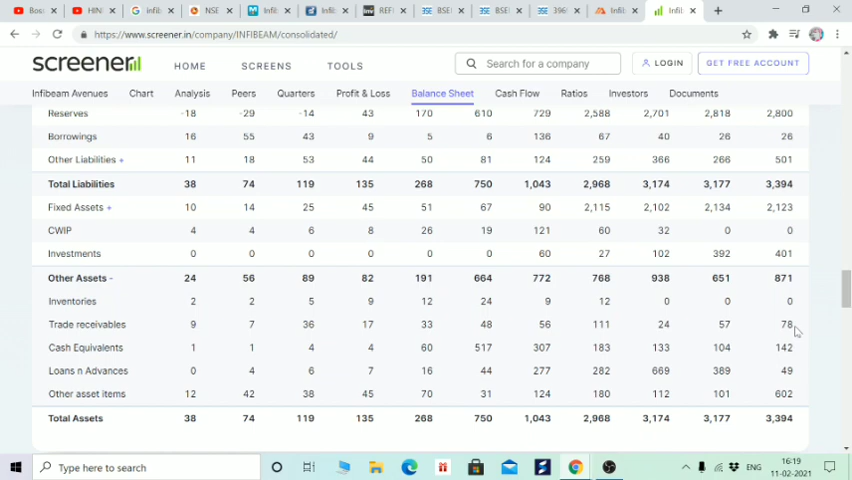 Bos
HIN
infib
NSE
Infil
Infil
REF
BSE
BSE
396
Infil
Infil
https://www.screener.in/company/INFIBEAM/consolidated/
screener
HOME
SCREENS
TOOLS
Search for a company
LOGIN
GET FREE ACCOUNT
Infibeam Avenues Chart Analysis Peers Quarters Profit & Loss Balance Sheet Cash Flow Ratios Investors Documents
Reserves -18 -29 -14 43 170 610 729 2,588 2,701 2,818 2,800
Borrowings 16 55 43 9 5 6 136 67 40 26 26
Other Liabilities + 11 18 53 44 50 81 124 259 366 266 501
Total Liabilities 38 74 119 135 268 750 1,043 2,968 3,174 3,177 3,394
Fixed Assets + 10 14 25 45 51 67 90 2,115 2,102 2,134 2,123
CWIP 4 4 6 8 26 19 121 60 32 0 0
Investments 0 0 0 0 0 0 60 27 102 392 401
Other Assets - 24 56 89 82 191 664 772 768 938 651 871
Inventories 2 2 5 9 12 24 9 12 0 0 0
Trade receivables 9 7 36 17 33 48 56 111 24 57 78
Cash Equivalents 1 1 4 4 60 517 307 183 133 104 142
Loans n Advances 0 4 6 7 16 44 277 282 669 389 49
Other asset items 12 42 38 45 70 31 124 180 112 101 602
Total Assets 38 74 119 135 268 750 1,043 2,968 3,174 3,177 3,394
Type here to search
ENG
16:19
11-02-2021